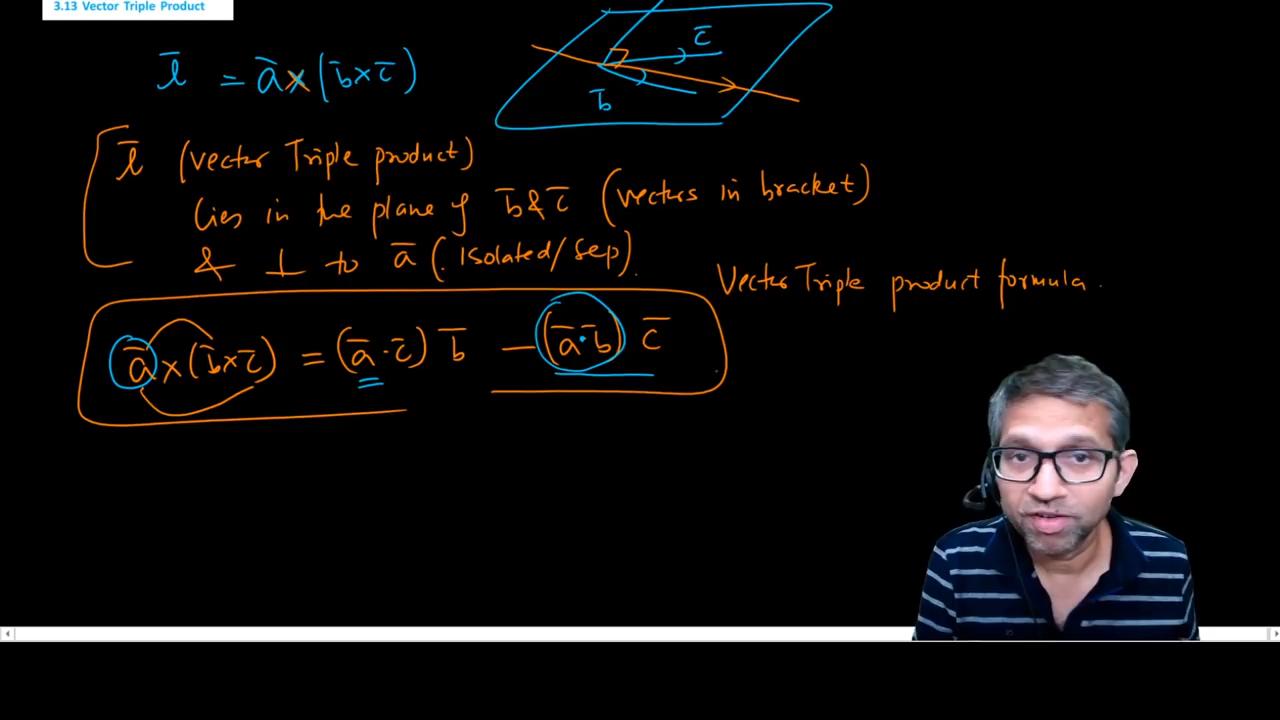 3.13 Vector Triple Product
l̄ = ā × (b̄ × c̄)
c̄
b̄
l̄ (vector Triple product)
lies in the plane of b̄ & c̄ (vectors in bracket)
& ⊥ to ā (Isolated/sep).
Vector Triple product formula.
ā × (b̄ × c̄) = (ā · c̄) b̄ − (ā · b̄) c̄